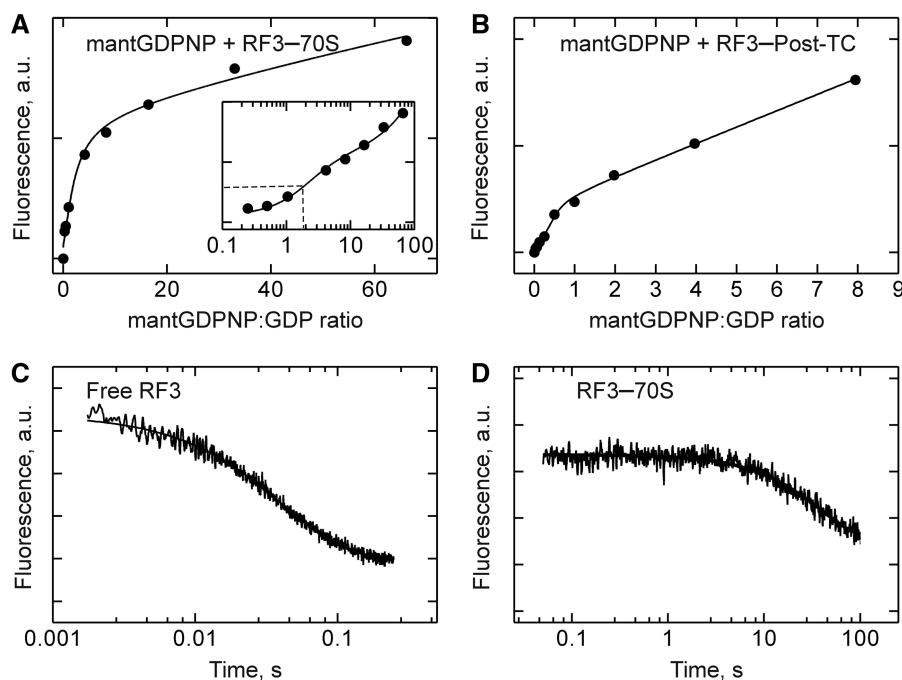 A
mantGDPNP + RF3–70S
Fluorescence, a.u.
0.1 1 10 100
0 20 40 60
mantGDPNP:GDP ratio
B
mantGDPNP + RF3–Post-TC
Fluorescence, a.u.
0 1 2 3 4 5 6 7 8 9
mantGDPNP:GDP ratio
C
Free RF3
Fluorescence, a.u.
0.001 0.01 0.1
Time, s
D
RF3–70S
Fluorescence, a.u.
0.1 1 10 100
Time, s